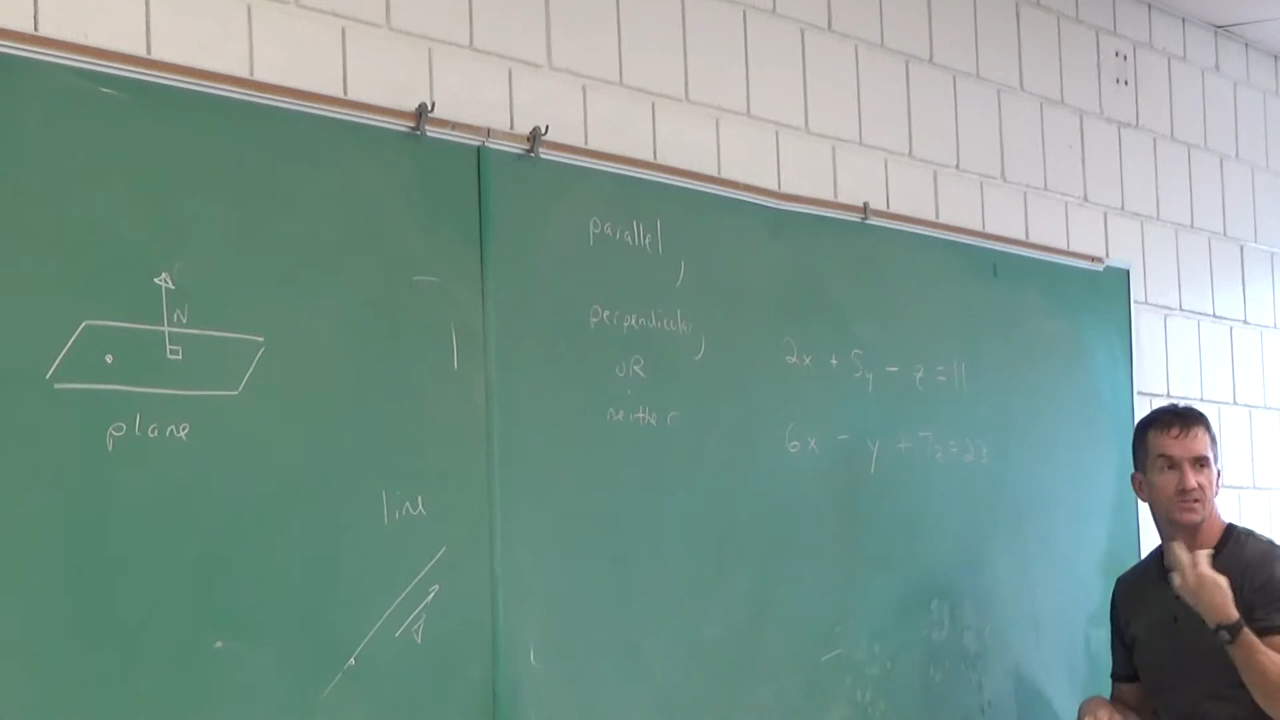 N
plane
line
parallel,
perpendicular,
OR
neither
2x + 5y - z = 11
6x - y + 7z = 23